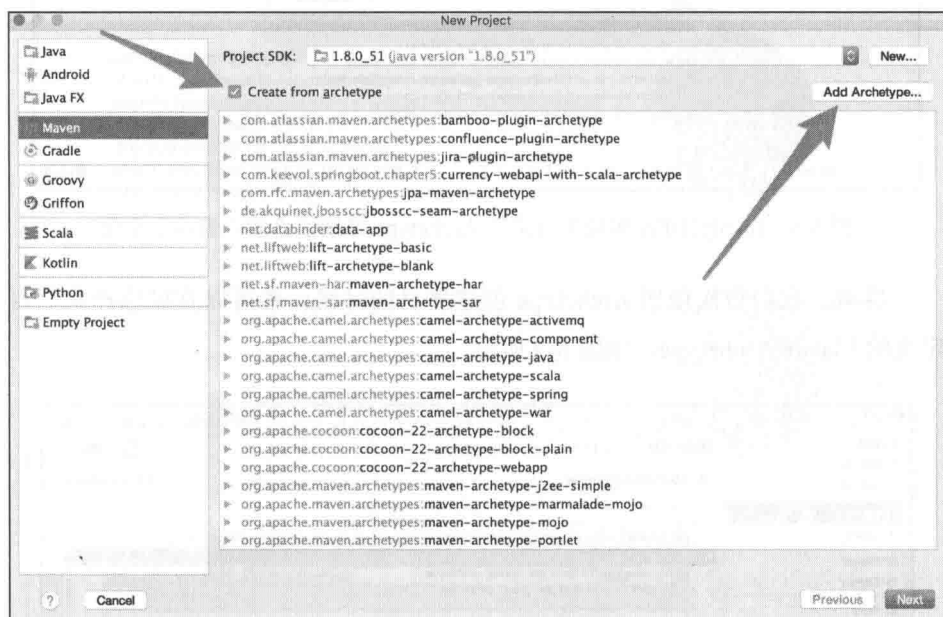 New Project
Java
Android
Java FX
Maven
Gradle
Groovy
Griffon
Scala
Kotlin
Python
Empty Project
Project SDK: 1.8.0_51 (java version "1.8.0_51") New...
Create from archetype Add Archetype...
com.atlassian.maven.archetypes:bamboo-plugin-archetype
com.atlassian.maven.archetypes:confluence-plugin-archetype
com.atlassian.maven.archetypes:jira-plugin-archetype
com.keevol.springboot.chapter5:currency-webapi-with-scala-archetype
com.rfc.maven.archetypes:jpa-maven-archetype
de.akquinet.jbosscc:jbosscc-seam-archetype
net.databinder:data-app
net.liftweb:lift-archetype-basic
net.liftweb:lift-archetype-blank
net.sf.maven-har:maven-archetype-har
net.sf.maven-sar:maven-archetype-sar
org.apache.camel.archetypes:camel-archetype-activemq
org.apache.camel.archetypes:camel-archetype-component
org.apache.camel.archetypes:camel-archetype-java
org.apache.camel.archetypes:camel-archetype-scala
org.apache.camel.archetypes:camel-archetype-spring
org.apache.camel.archetypes:camel-archetype-war
org.apache.cocoon:cocoon-22-archetype-block
org.apache.cocoon:cocoon-22-archetype-block-plain
org.apache.cocoon:cocoon-22-archetype-webapp
org.apache.maven.archetypes:maven-archetype-j2ee-simple
org.apache.maven.archetypes:maven-archetype-marmalade-mojo
org.apache.maven.archetypes:maven-archetype-mojo
org.apache.maven.archetypes:maven-archetype-portlet
? Cancel Previous Next